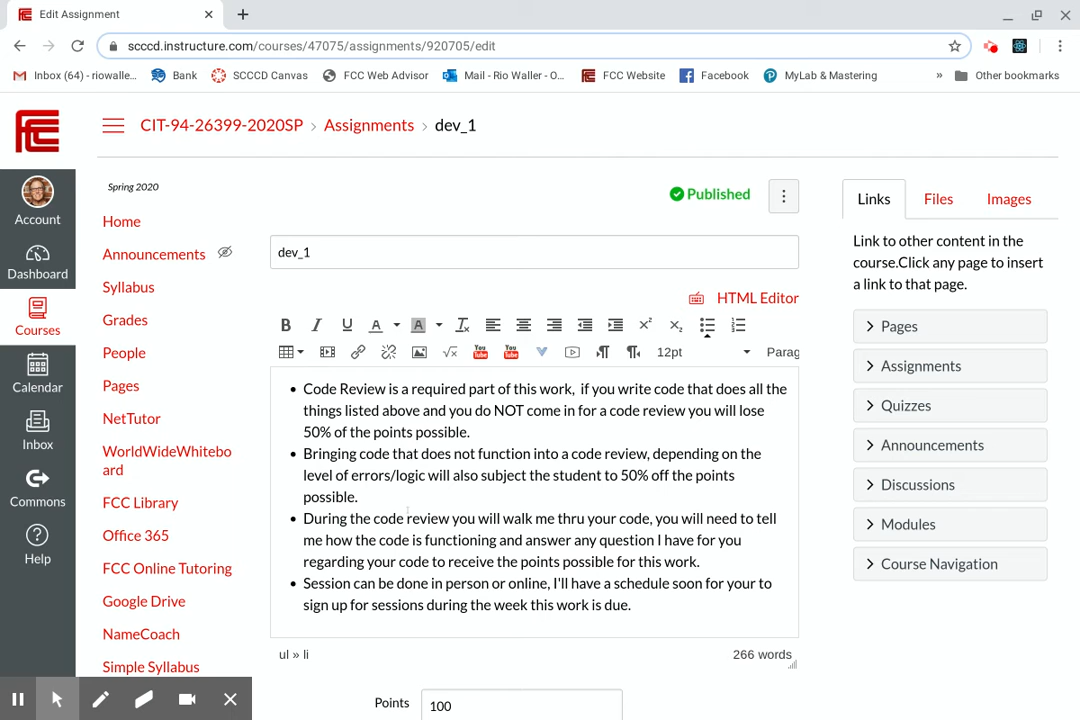 Edit Assignment
scccd.instructure.com/courses/47075/assignments/920705/edit
Inbox (64) - riowalle... Bank SCCCD Canvas FCC Web Advisor Mail - Rio Waller - O... FCC Website Facebook MyLab & Mastering » Other bookmarks
FCC
CIT-94-26399-2020SP > Assignments > dev_1
Account
Dashboard
Courses
Calendar
Inbox
Commons
Help
Spring 2020
Home
Announcements
Syllabus
Grades
People
Pages
NetTutor
WorldWideWhitebo
ard
FCC Library
Office 365
FCC Online Tutoring
Google Drive
NameCoach
Simple Syllabus
Published
dev_1
HTML Editor
B I U A A
12pt Parag
• Code Review is a required part of this work, if you write code that does all the
things listed above and you do NOT come in for a code review you will lose
50% of the points possible.
• Bringing code that does not function into a code review, depending on the
level of errors/logic will also subject the student to 50% off the points
possible.
• During the code review you will walk me thru your code, you will need to tell
me how the code is functioning and answer any question I have for you
regarding your code to receive the points possible for this work.
• Session can be done in person or online, I'll have a schedule soon for your to
sign up for sessions during the week this work is due.
ul » li
266 words
Points 100
Links Files Images
Link to other content in the
course.Click any page to insert
a link to that page.
Pages
Assignments
Quizzes
Announcements
Discussions
Modules
Course Navigation